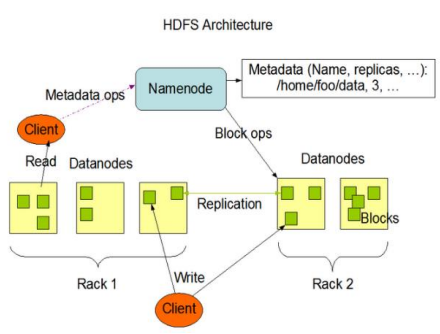 HDFS Architecture
Metadata (Name, replicas, ...):
/home/foo/data, 3, ...
Namenode
Metadata ops
Client
Block ops
Read
Datanodes
Datanodes
Replication
Blocks
Rack 1
Write
Rack 2
Client